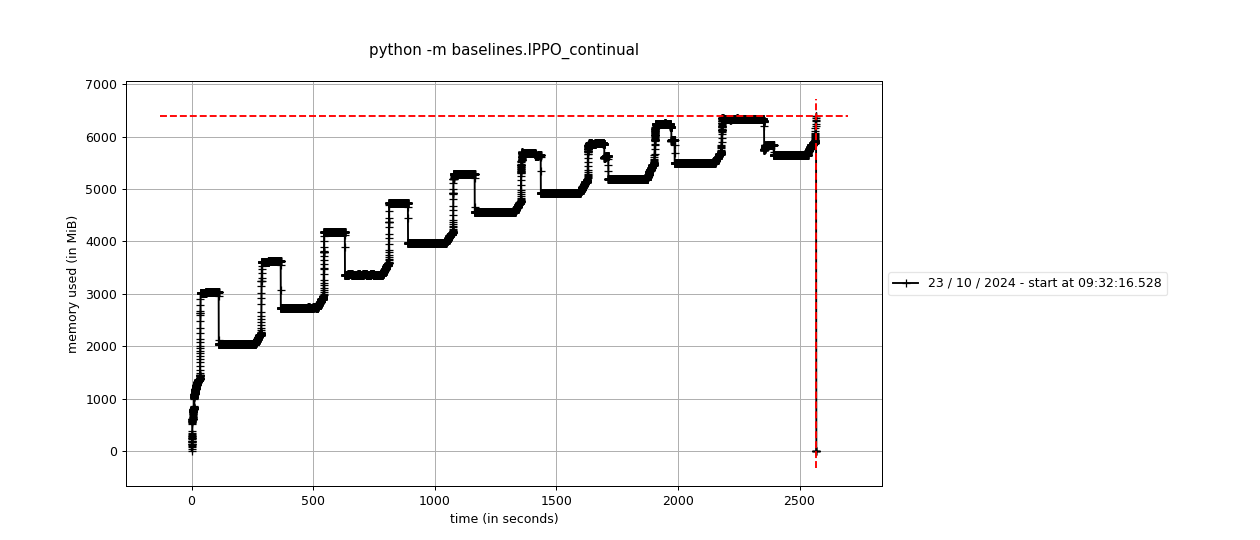 python -m baselines.IPPO_continual
7000
6000
5000
4000
3000
2000
1000
0
memory used (in MiB)
0 500 1000 1500 2000 2500
time (in seconds)
23 / 10 / 2024 - start at 09:32:16.528